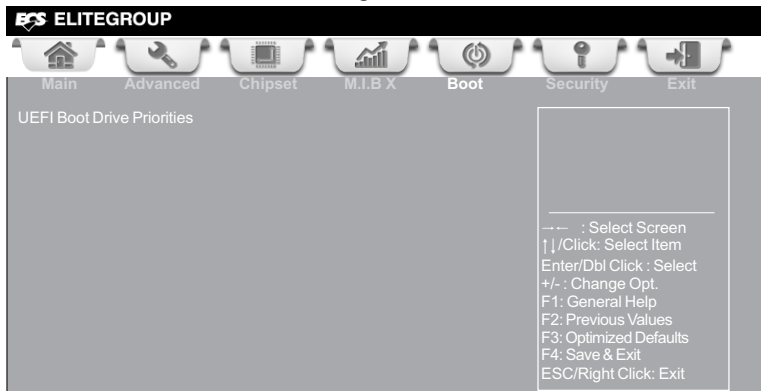 ECS ELITEGROUP
Main Advanced Chipset M.I.B X Boot Security Exit
UEFI Boot Drive Priorities
→← : Select Screen
↑↓/Click: Select Item
Enter/Dbl Click : Select
+/- : Change Opt.
F1: General Help
F2: Previous Values
F3: Optimized Defaults
F4: Save & Exit
ESC/Right Click: Exit